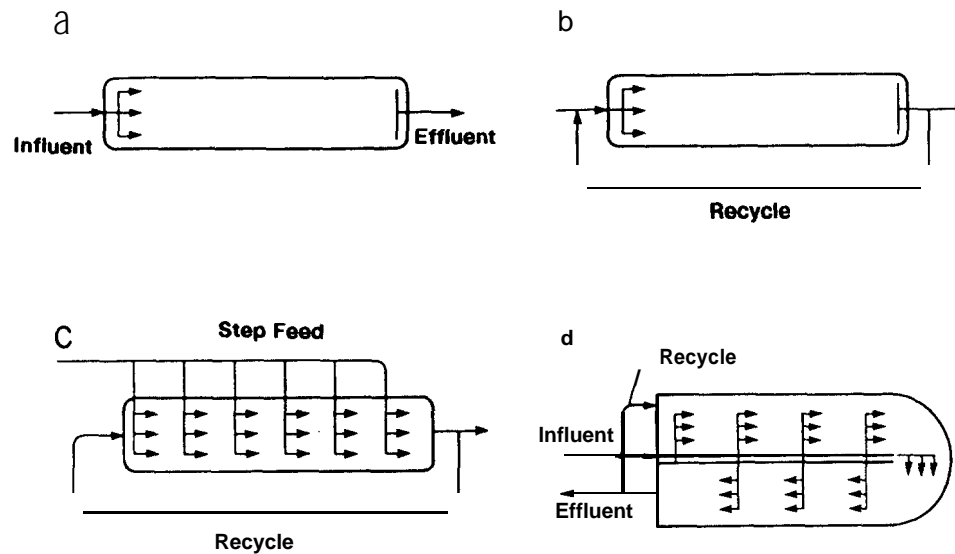 a
Influent
Effluent
b
Recycle
c
Step Feed
Recycle
d
Recycle
Influent
Effluent